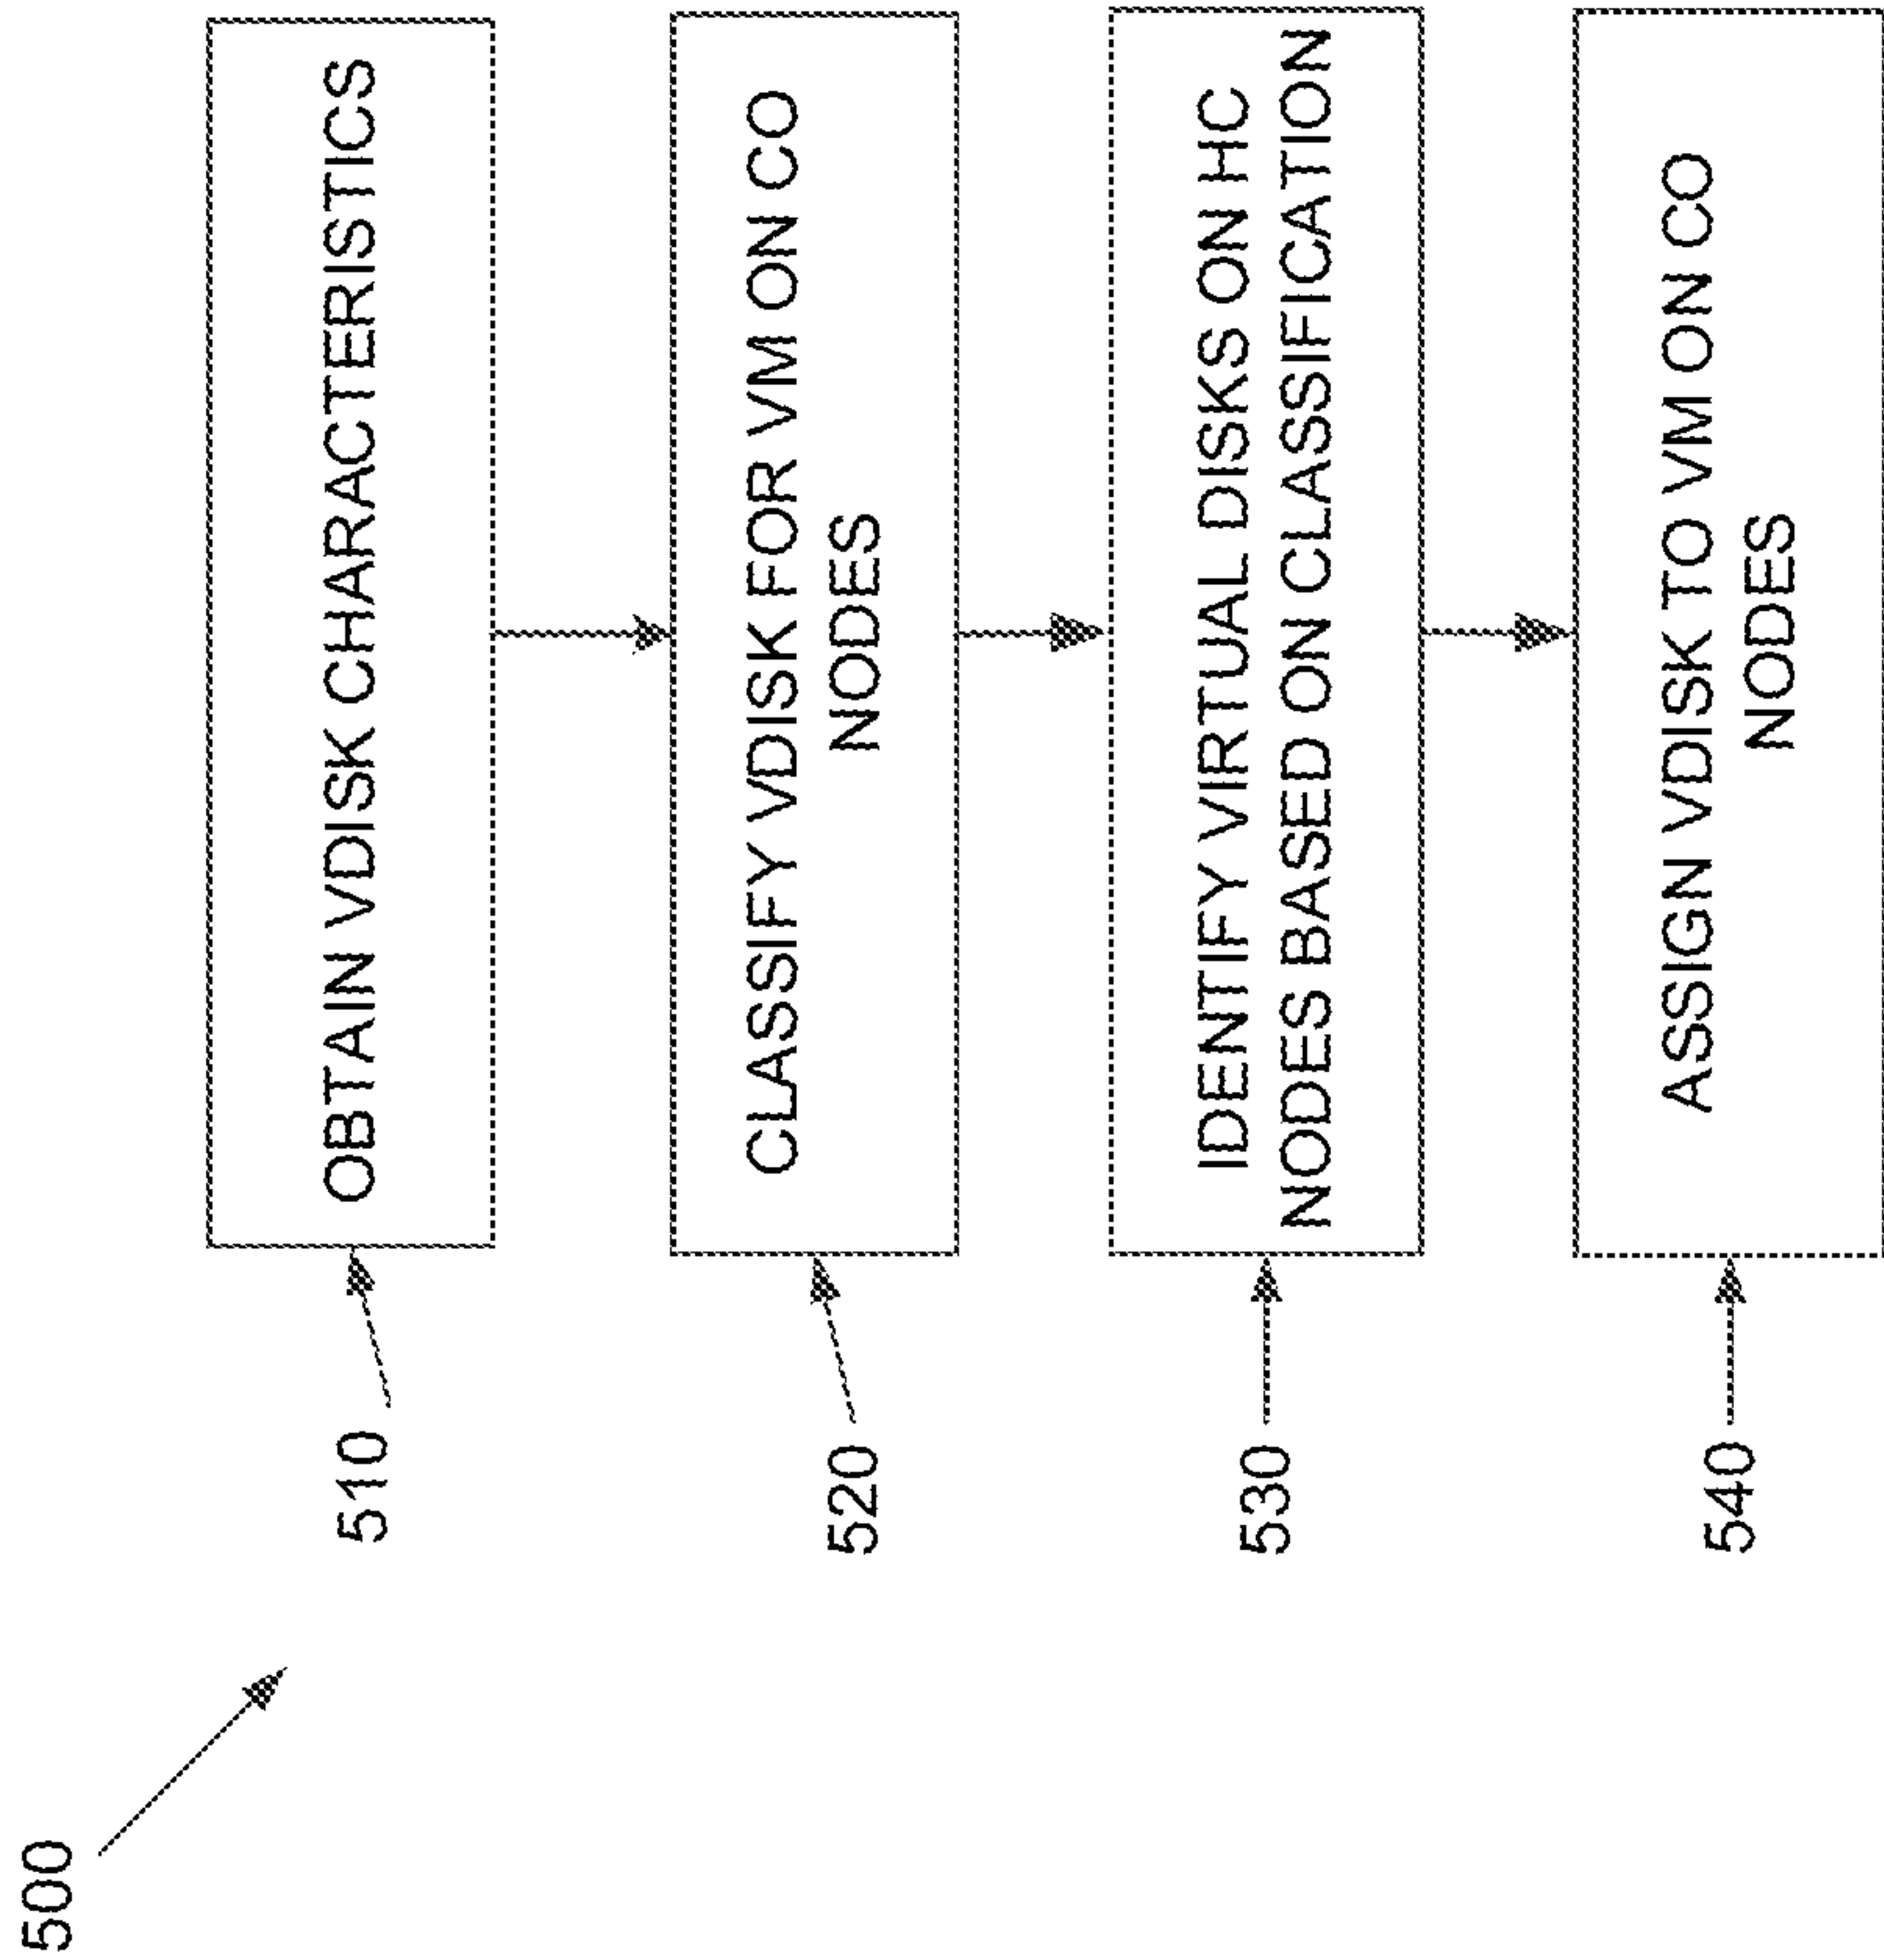 500
510
OBTAIN VDISK CHARACTERISTICS
520
CLASSIFY VDISK FOR VM ON CO
NODES
530
IDENTIFY VIRTUAL DISKS ON HC
NODES BASED ON CLASSIFICATION
540
ASSIGN VDISK TO VM ON CO
NODES